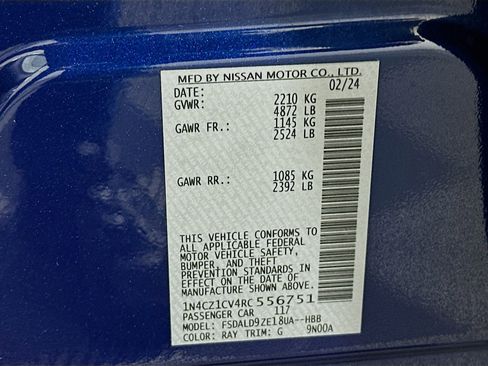 MFD BY NISSAN MOTOR CO., LTD.
DATE: 02/24
GVWR: 2210 KG
4872 LB
GAWR FR.: 1145 KG
2524 LB
GAWR RR.: 1085 KG
2392 LB
THIS VEHICLE CONFORMS TO
ALL APPLICABLE FEDERAL
MOTOR VEHICLE SAFETY,
BUMPER, AND THEFT
PREVENTION STANDARDS IN
EFFECT ON THE DATE OF
MANUFACTURE SHOWN ABOVE.
1N4CZ1CV4RC556751
PASSENGER CAR 117
MODEL: FSDALD9ZE18UA--HBB
COLOR: RAY TRIM: G 9N00A